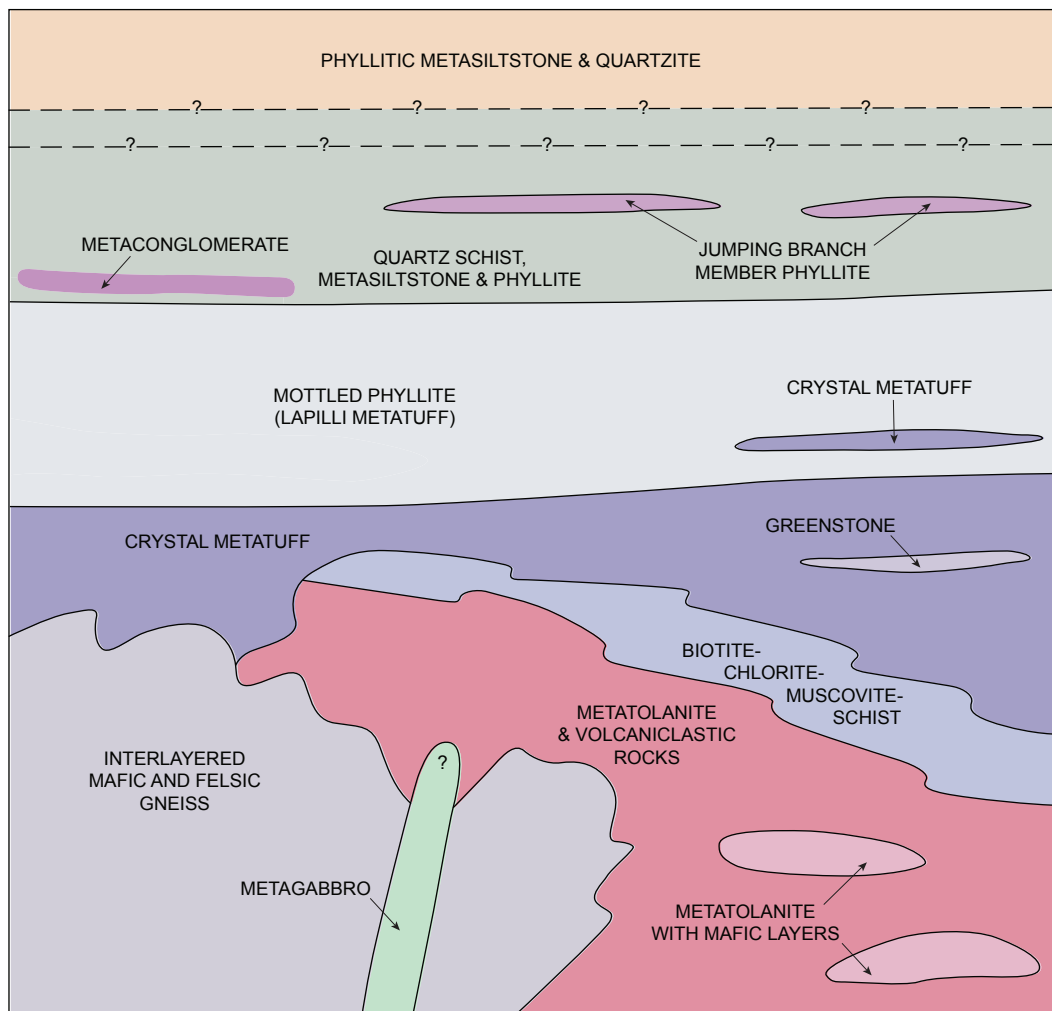 PHYLLITIC METASILTSTONE & QUARTZITE
? ? ? ?
? ? ? ? ?
METACONGLOMERATE
QUARTZ SCHIST,
METASILTSTONE & PHYLLITE
JUMPING BRANCH
MEMBER PHYLLITE
MOTTLED PHYLLITE
(LAPILLI METATUFF)
CRYSTAL METATUFF
CRYSTAL METATUFF
GREENSTONE
BIOTITE-
CHLORITE-
MUSCOVITE-
SCHIST
METATOLANITE
& VOLCANICLASTIC
ROCKS
INTERLAYERED
MAFIC AND FELSIC
GNEISS
?
METAGABBRO
METATOLANITE
WITH MAFIC LAYERS